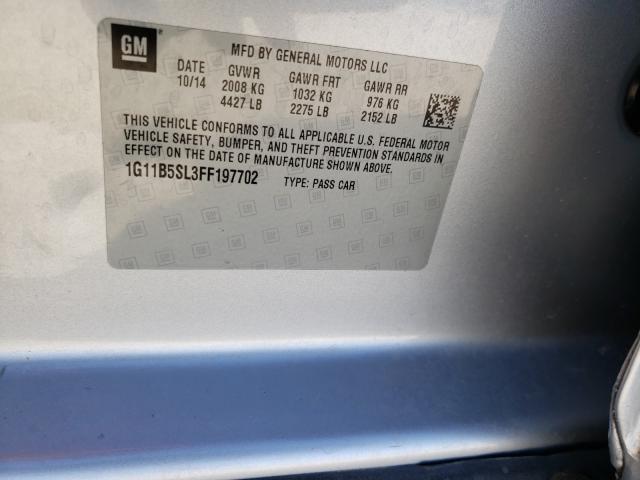 GM
MFD BY GENERAL MOTORS LLC
DATE GVWR GAWR FRT GAWR RR
10/14 2008 KG 1032 KG 976 KG
4427 LB 2275 LB 2152 LB
THIS VEHICLE CONFORMS TO ALL APPLICABLE U.S. FEDERAL MOTOR
VEHICLE SAFETY, BUMPER, AND THEFT PREVENTION STANDARDS IN
EFFECT ON THE DATE OF MANUFACTURE SHOWN ABOVE.
1G11B5SL3FF197702 TYPE: PASS CAR